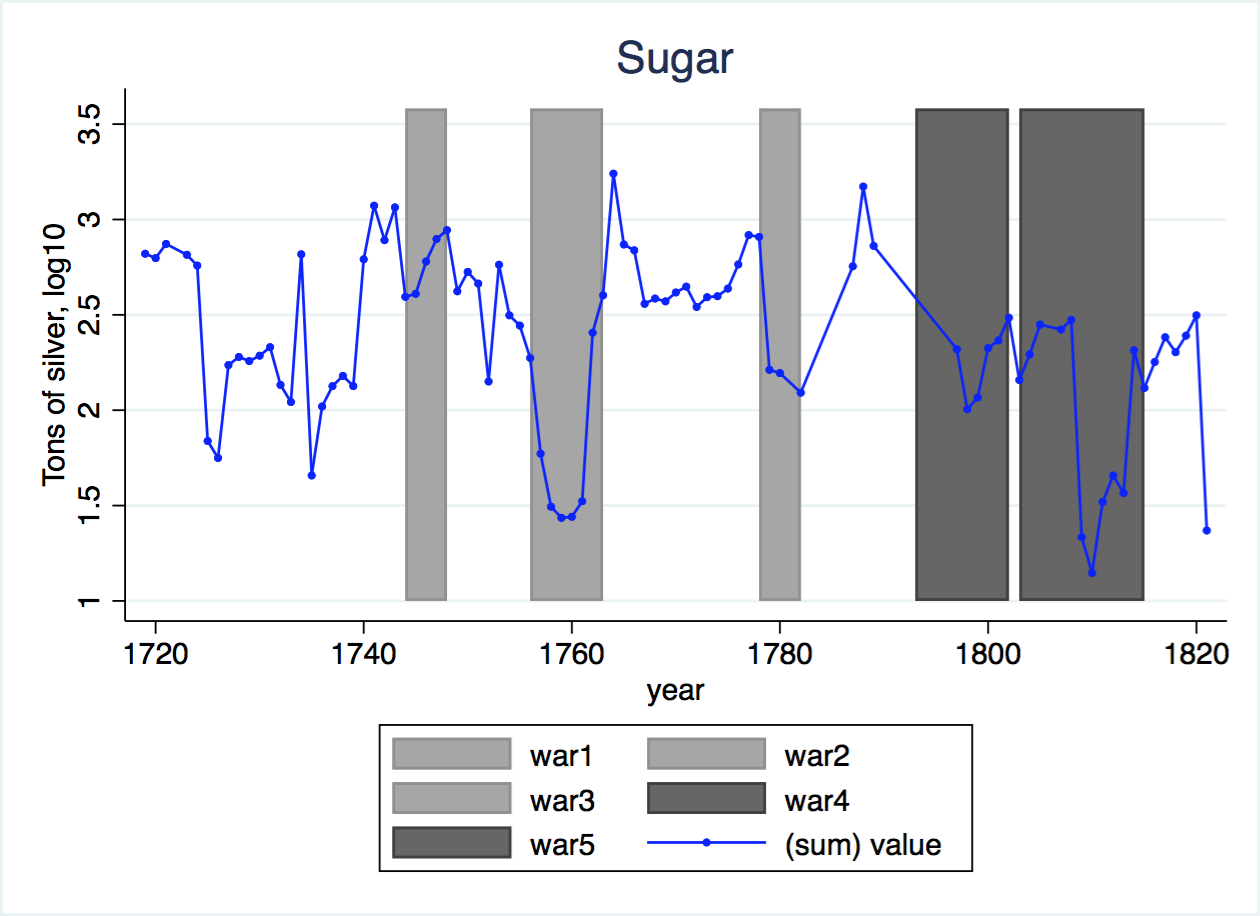 Sugar
Tons of silver, log10
3.5
3
2.5
2
1.5
1
1720 1740 1760 1780 1800 1820
year
war1 war2
war3 war4
war5 (sum) value